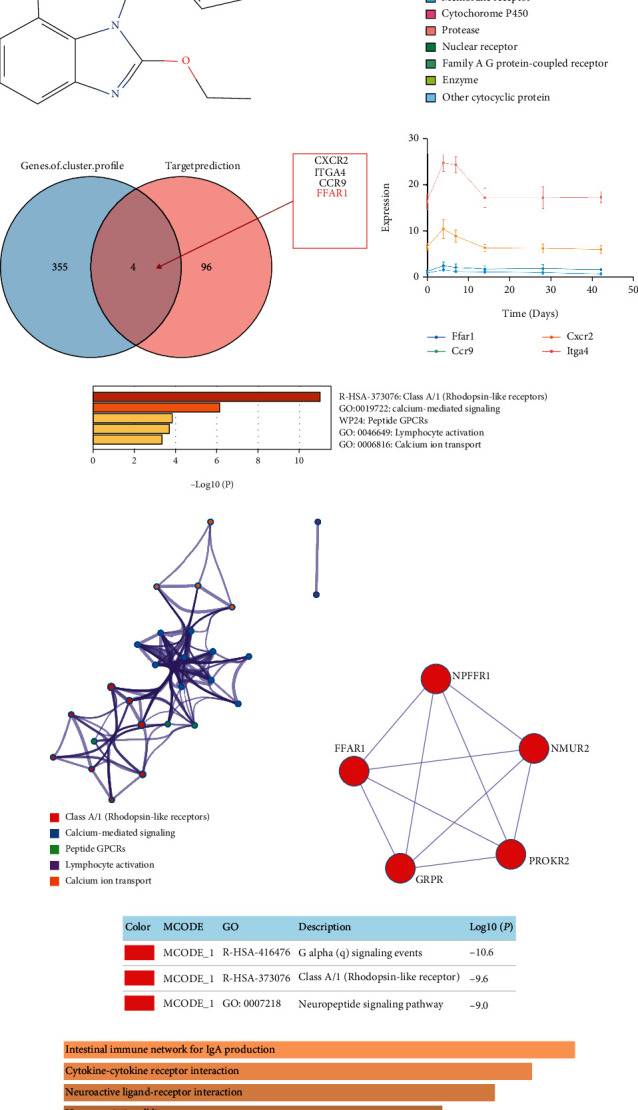 N
O
N
Cytochorome P450
Protease
Nuclear receptor
Family A G protein-coupled receptor
Enzyme
Other cytocyclic protein
Genes.of.cluster.profile
Targetprediction
355
4
96
CXCR2
ITGA4
CCR9
FFAR1
30
20
10
0
Expression
0
10
20
30
40
50
Time (Days)
Ffar1
Cxcr2
Ccr9
Itga4
R-HSA-373076: Class A/1 (Rhodopsin-like receptors)
GO:0019722: calcium-mediated signaling
WP24: Peptide GPCRs
GO: 0046649: Lymphocyte activation
GO: 0006816: Calcium ion transport
0
2
4
6
8
10
–Log10 (P)
NPFFR1
FFAR1
NMUR2
PROKR2
GRPR
Class A/1 (Rhodopsin-like receptors)
Calcium-mediated signaling
Peptide GPCRs
Lymphocyte activation
Calcium ion transport
Color MCODE GO Description Log10 (P)
MCODE_1 R-HSA-416476 G alpha (q) signaling events –10.6
MCODE_1 R-HSA-373076 Class A/1 (Rhodopsin-like receptor) –9.6
MCODE_1 GO: 0007218 Neuropeptide signaling pathway –9.0
Intestinal immune network for IgA production
Cytokine-cytokine receptor interaction
Neuroactive ligand-receptor interaction